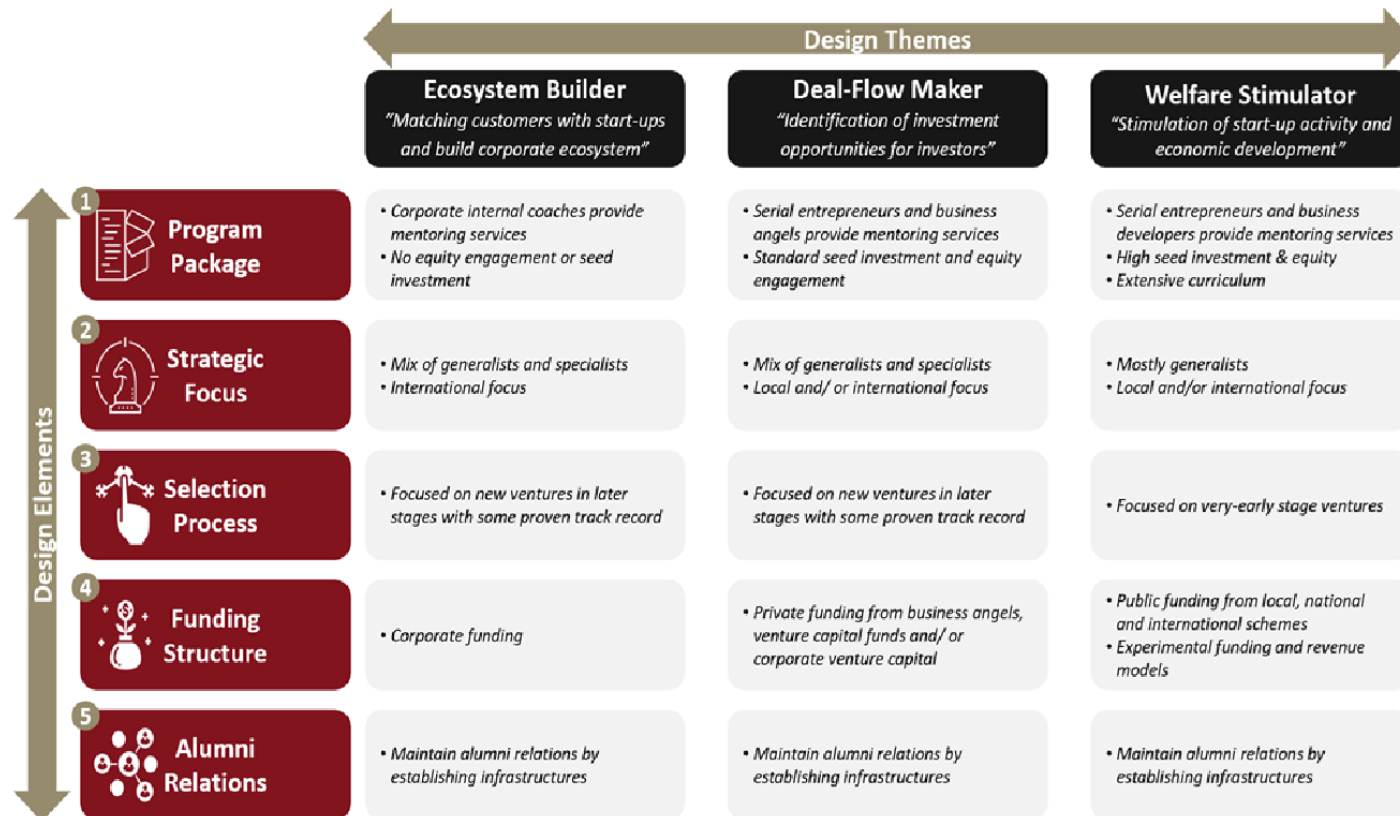 Design Themes
Ecosystem Builder
"Matching customers with start-ups
and build corporate ecosystem"
Deal-Flow Maker
"Identification of investment
opportunities for investors"
Welfare Stimulator
"Stimulation of start-up activity and
economic development"
Design Elements
1
Program
Package
• Corporate internal coaches provide
mentoring services
• No equity engagement or seed
investment
• Serial entrepreneurs and business
angels provide mentoring services
• Standard seed investment and equity
engagement
• Serial entrepreneurs and business
developers provide mentoring services
• High seed investment & equity
• Extensive curriculum
2
Strategic
Focus
• Mix of generalists and specialists
• International focus
• Mix of generalists and specialists
• Local and/ or international focus
• Mostly generalists
• Local and/or international focus
3
Selection
Process
• Focused on new ventures in later
stages with some proven track record
• Focused on new ventures in later
stages with some proven track record
• Focused on very-early stage ventures
4
Funding
Structure
• Corporate funding
• Private funding from business angels,
venture capital funds and/ or
corporate venture capital
• Public funding from local, national
and international schemes
• Experimental funding and revenue
models
5
Alumni
Relations
• Maintain alumni relations by
establishing infrastructures
• Maintain alumni relations by
establishing infrastructures
• Maintain alumni relations by
establishing infrastructures